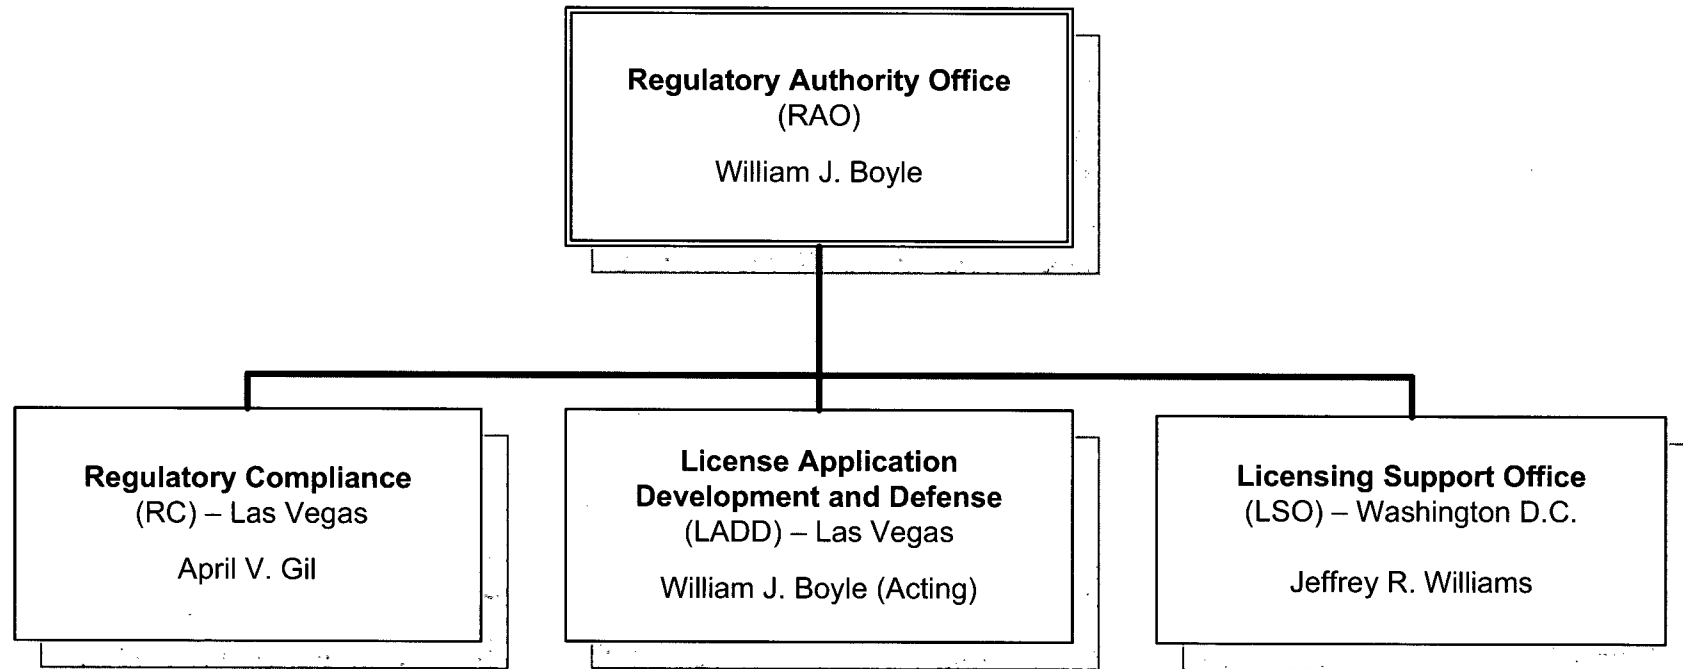 Regulatory Authority Office
(RAO)
William J. Boyle
Regulatory Compliance
(RC) – Las Vegas
April V. Gil
License Application
Development and Defense
(LADD) – Las Vegas
William J. Boyle (Acting)
Licensing Support Office
(LSO) – Washington D.C.
Jeffrey R. Williams